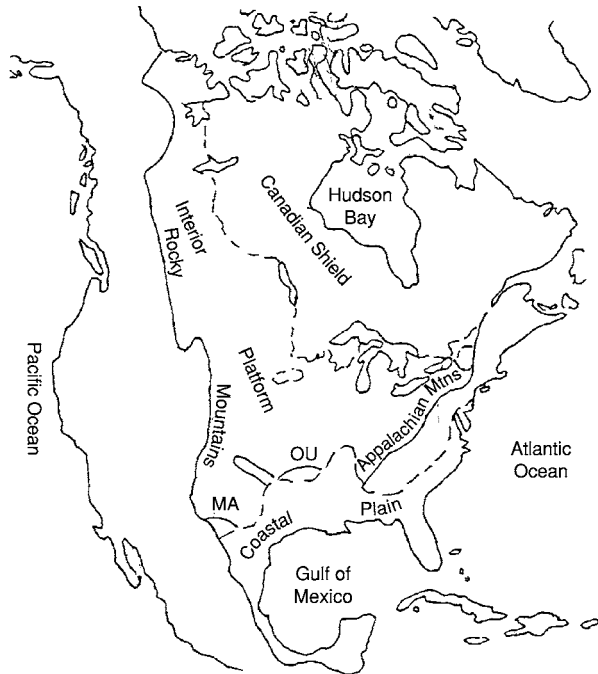 Hudson
Bay
Canadian Shield
Interior
Rocky
Pacific Ocean
Platform
Mountains
Appalachian Mtns
Atlantic
Ocean
OU
MA
Coastal
Plain
Gulf of
Mexico